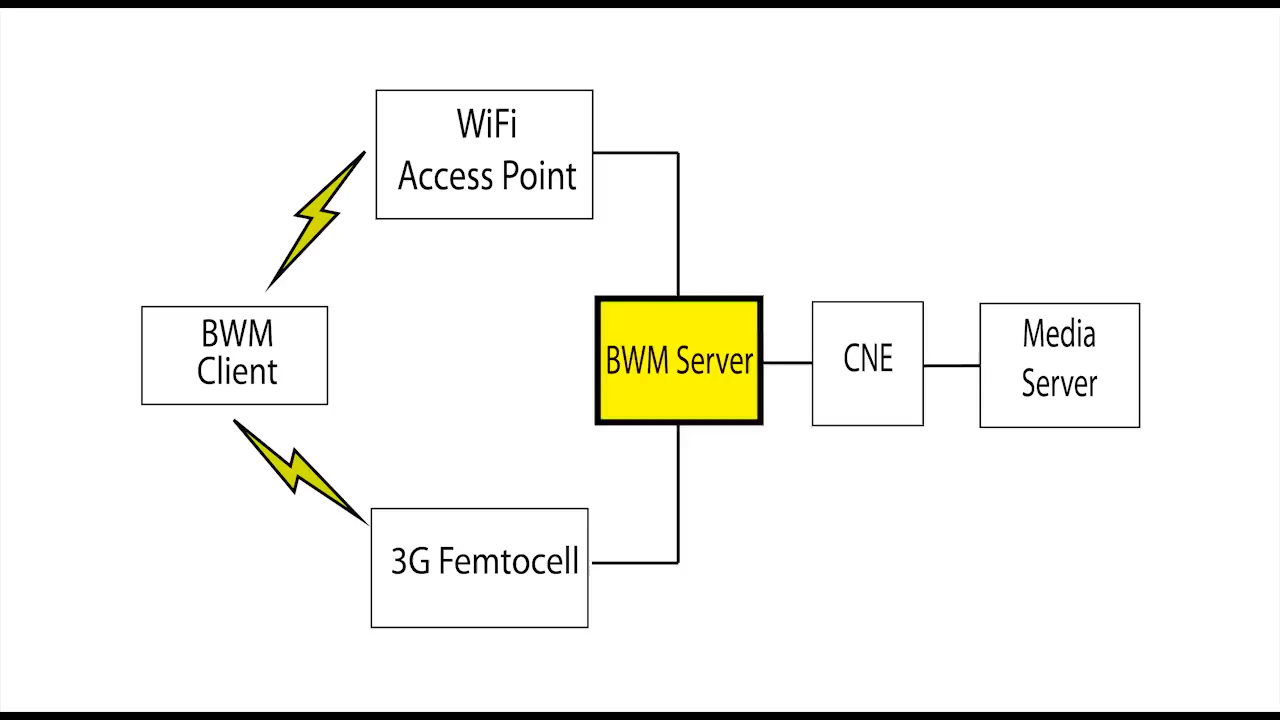 WiFi
Access Point
BWM
Client
BWM Server
CNE
Media
Server
3G Femtocell